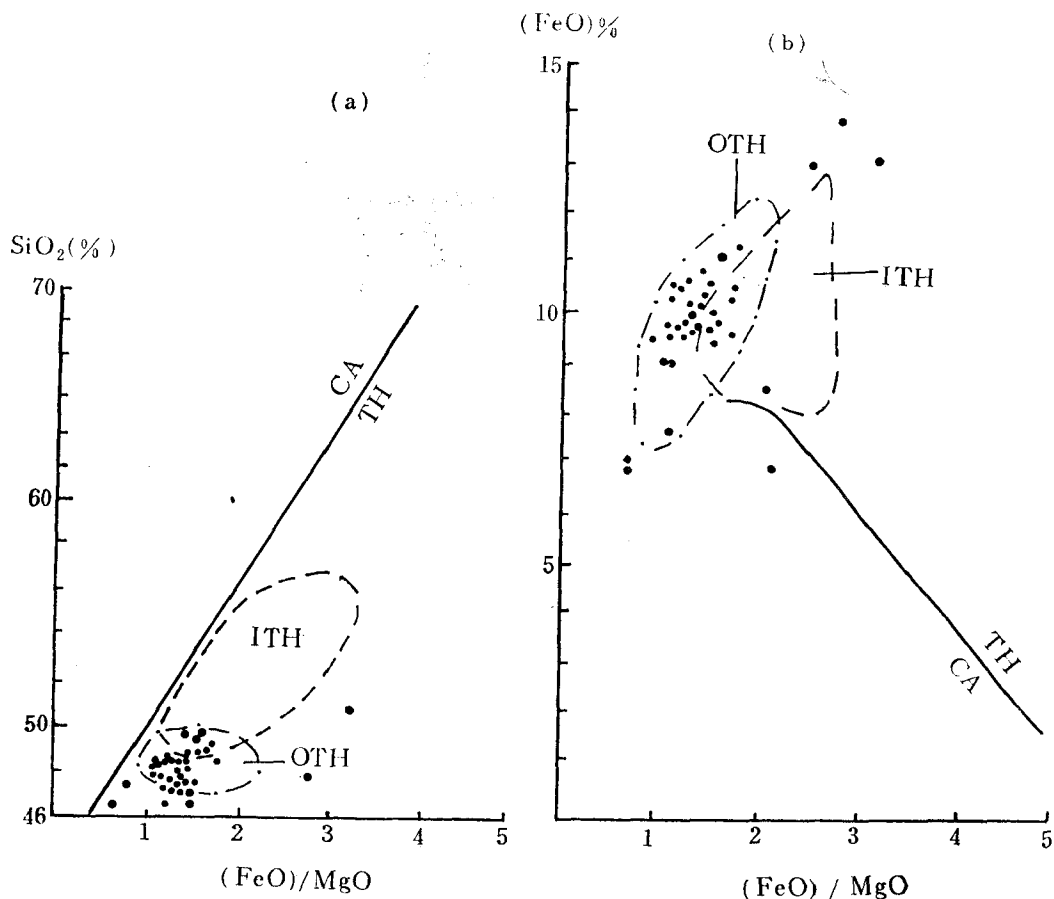 (a)
SiO₂(%)
70
60
50
46
CA
TH
ITH
OTH
1 2 3 4 5
(FeO)/MgO
(FeO)%
(b)
15
10
5
OTH
ITH
TH
CA
1 2 3 4 5
(FeO) / MgO